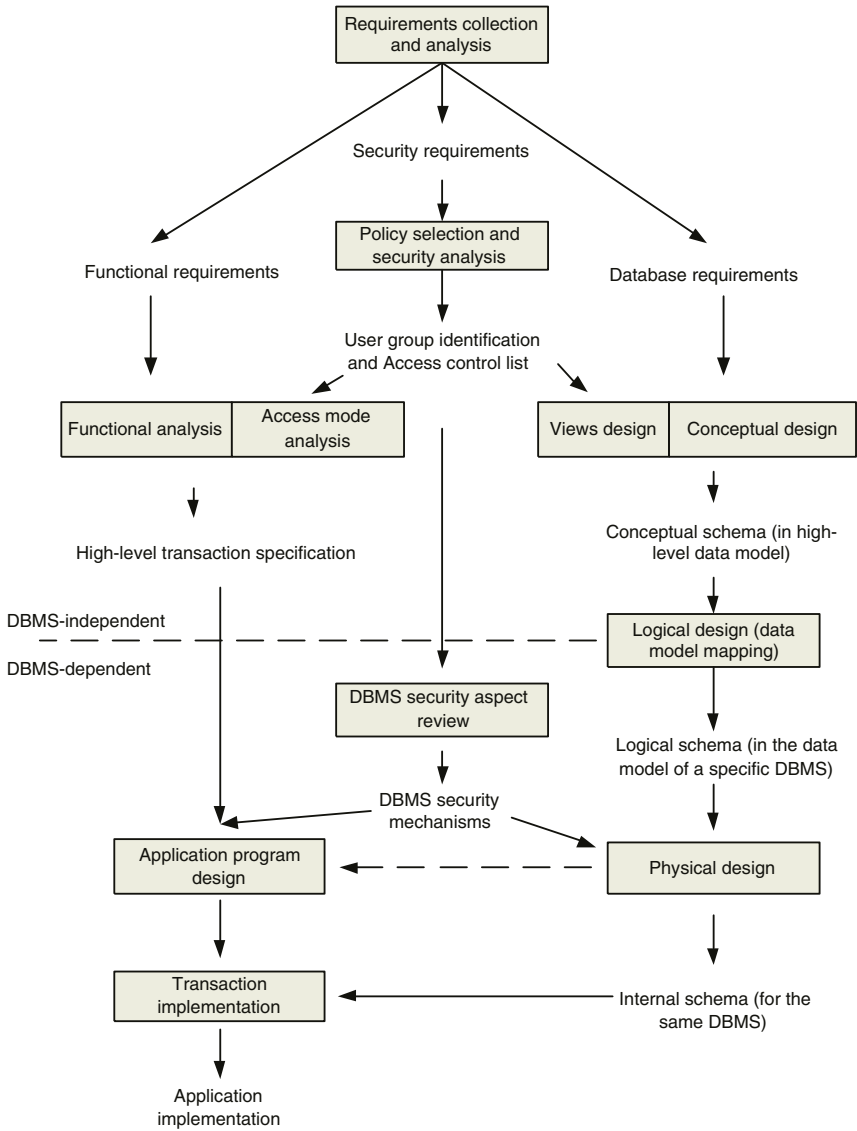 Requirements collection
and analysis
Security requirements
Policy selection and
security analysis
Functional requirements
Database requirements
User group identification
and Access control list
Functional analysis
Access mode
analysis
Views design
Conceptual design
High-level transaction specification
Conceptual schema (in high-
level data model)
DBMS-independent
DBMS-dependent
Logical design (data
model mapping)
DBMS security aspect
review
Logical schema (in the data
model of a specific DBMS)
DBMS security
mechanisms
Application program
design
Physical design
Transaction
implementation
Internal schema (for the
same DBMS)
Application
implementation